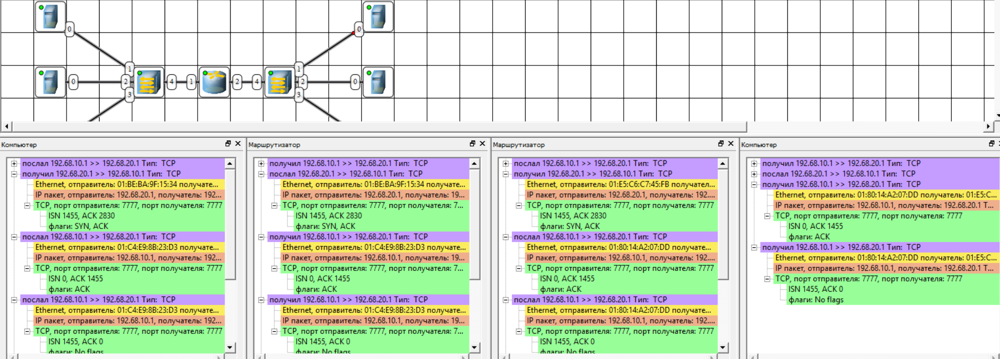 0
0
1
1
0
2
4
1
2
4
2
0
3
3
Компьютер
послал 192.68.10.1 >> 192.68.20.1 Тип: TCP
получил 192.68.20.1 >> 192.68.10.1 Тип: TCP
Ethernet, отправитель: 01:BE:BA:9F:15:34 получате...
IP пакет, отправитель: 192.68.20.1, получатель: 192...
TCP, порт отправителя: 7777, порт получателя: 7777
ISN 1455, ACK 2830
флаги: SYN, ACK
послал 192.68.10.1 >> 192.68.20.1 Тип: TCP
Ethernet, отправитель: 01:C4:E9:8B:23:D3 получате...
IP пакет, отправитель: 192.68.10.1, получатель: 192...
TCP, порт отправителя: 7777, порт получателя: 7777
ISN 0, ACK 1455
флаги: ACK
послал 192.68.10.1 >> 192.68.20.1 Тип: TCP
Ethernet, отправитель: 01:C4:E9:8B:23:D3 получате...
IP пакет, отправитель: 192.68.10.1, получатель: 192...
TCP, порт отправителя: 7777, порт получателя: 7777
ISN 1455, ACK 0
флаги: No flags
Маршрутизатор
получил 192.68.10.1 >> 192.68.20.1 Тип: TCP
послал 192.68.20.1 >> 192.68.10.1 Тип: TCP
Ethernet, отправитель: 01:BE:BA:9F:15:34 получате...
IP пакет, отправитель: 192.68.20.1, получатель: 19...
TCP, порт отправителя: 7777, порт получателя: 7...
ISN 1455, ACK 2830
флаги: SYN, ACK
получил 192.68.10.1 >> 192.68.20.1 Тип: TCP
Ethernet, отправитель: 01:C4:E9:8B:23:D3 получате...
IP пакет, отправитель: 192.68.10.1, получатель: 19...
TCP, порт отправителя: 7777, порт получателя: 7...
ISN 0, ACK 1455
флаги: ACK
получил 192.68.10.1 >> 192.68.20.1 Тип: TCP
Ethernet, отправитель: 01:C4:E9:8B:23:D3 получате...
IP пакет, отправитель: 192.68.10.1, получатель: 19...
TCP, порт отправителя: 7777, порт получателя: 7...
ISN 1455, ACK 0
флаги: No flags
Маршрутизатор
послал 192.68.10.1 >> 192.68.20.1 Тип: TCP
получил 192.68.20.1 >> 192.68.10.1 Тип: TCP
Ethernet, отправитель: 01:E5:C6:C7:45:FB получател...
IP пакет, отправитель: 192.68.20.1, получатель: 192....
TCP, порт отправителя: 7777, порт получателя: 7777
ISN 1455, ACK 2830
флаги: SYN, ACK
послал 192.68.10.1 >> 192.68.20.1 Тип: TCP
Ethernet, отправитель: 01:80:14:A2:07:DD получате...
IP пакет, отправитель: 192.68.10.1, получатель: 192....
TCP, порт отправителя: 7777, порт получателя: 7777
ISN 0, ACK 1455
флаги: ACK
послал 192.68.10.1 >> 192.68.20.1 Тип: TCP
Ethernet, отправитель: 01:80:14:A2:07:DD получате...
IP пакет, отправитель: 192.68.10.1, получатель: 192....
TCP, порт отправителя: 7777, порт получателя: 7777
ISN 1455, ACK 0
флаги: No flags
Компьютер
получил 192.68.10.1 >> 192.68.20.1 Тип: TCP
послал 192.68.20.1 >> 192.68.10.1 Тип: TCP
получил 192.68.10.1 >> 192.68.20.1 Тип: TCP
Ethernet, отправитель: 01:80:14:A2:07:DD получатель: 01:E5:C...
IP пакет, отправитель: 192.68.10.1, получатель: 192.68.20.1 Т...
TCP, порт отправителя: 7777, порт получателя: 7777
ISN 0, ACK 1455
флаги: ACK
получил 192.68.10.1 >> 192.68.20.1 Тип: TCP
Ethernet, отправитель: 01:80:14:A2:07:DD получатель: 01:E5:C...
IP пакет, отправитель: 192.68.10.1, получатель: 192.68.20.1 Т...
TCP, порт отправителя: 7777, порт получателя: 7777
ISN 1455, ACK 0
флаги: No flags